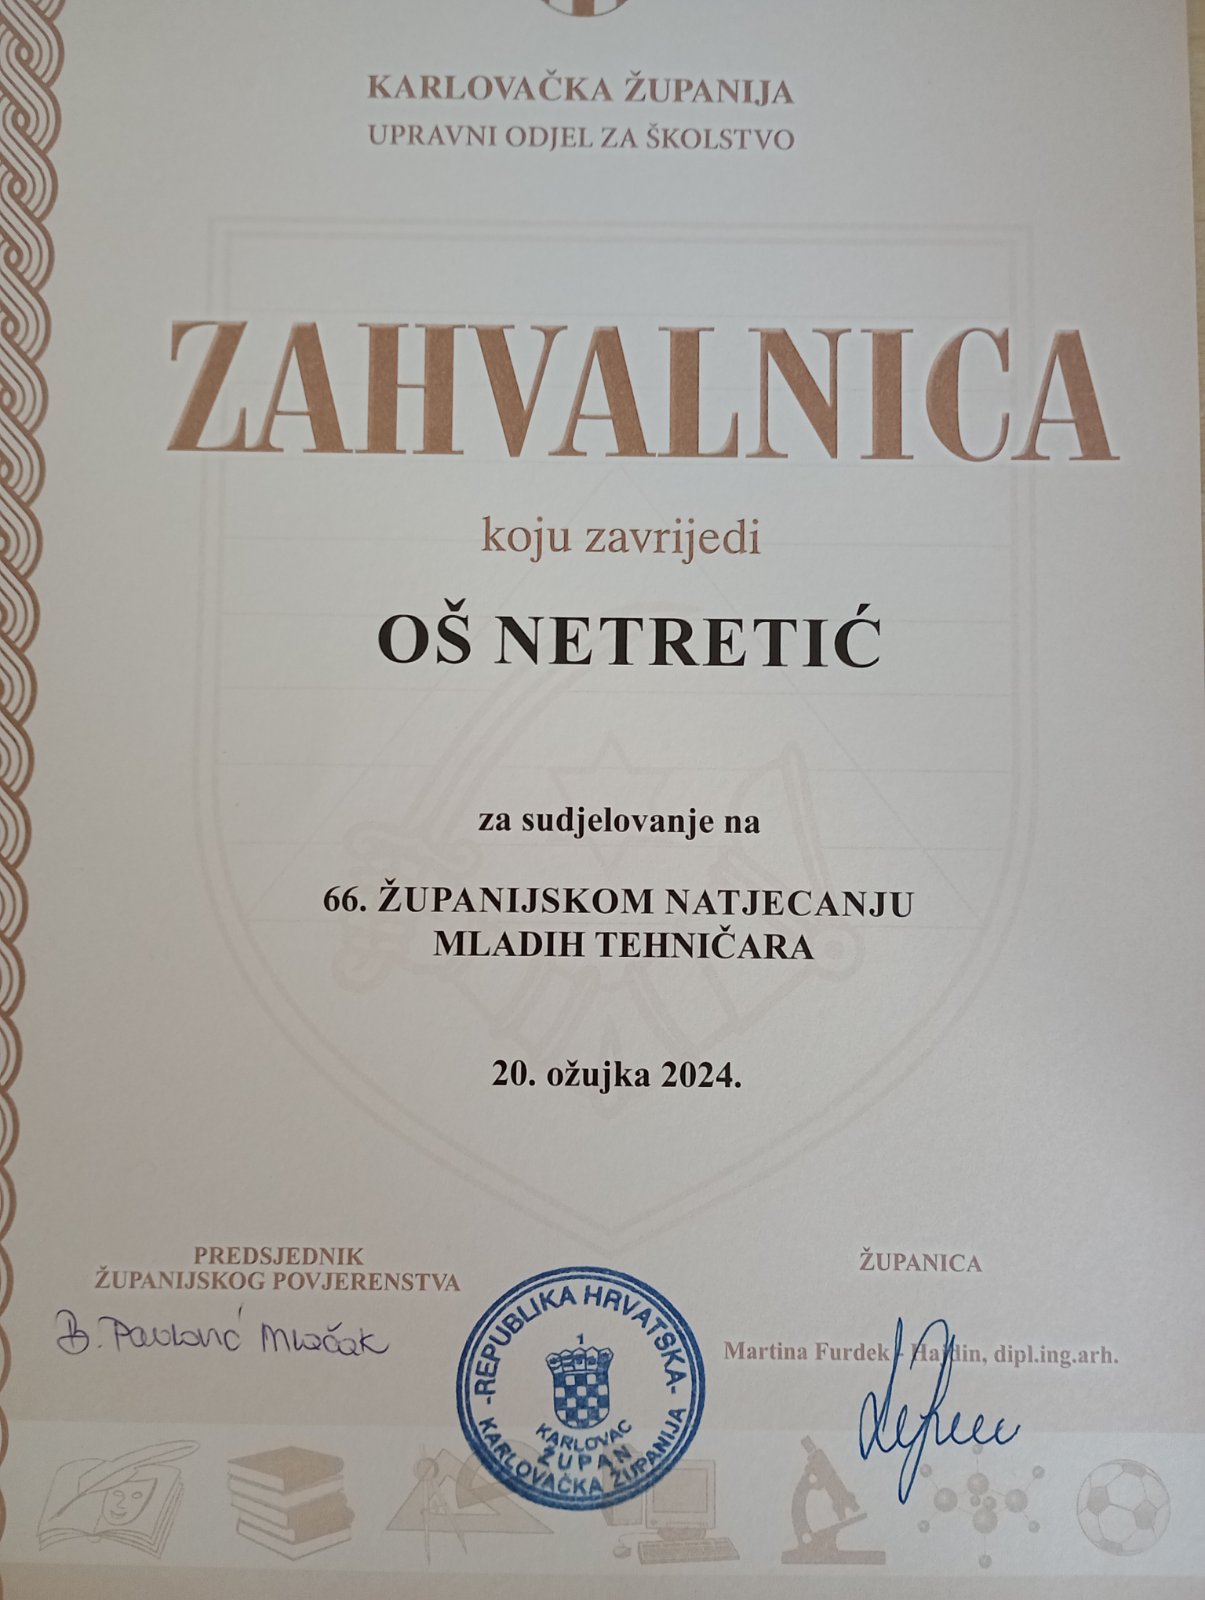 KARLOVAČKA ŽUPANIJA
UPRAVNI ODJEL ZA ŠKOLSTVO
ZAHVALNICA
koju zavrijedi
OŠ NETRETIĆ
za sudjelovanje na
66. ŽUPANIJSKOM NATJECANJU
MLADIH TEHNIČARA
20. ožujka 2024.
PREDSJEDNIK
ŽUPANIJSKOG POVJERENSTVA
B. Pavlović Mlačak
REPUBLIKA HRVATSKA
1
KARLOVAC
ŽUPAN
KARLOVAČKA ŽUPANIJA
ŽUPANICA
Martina Furdek - Hajdin, dipl.ing.arh.